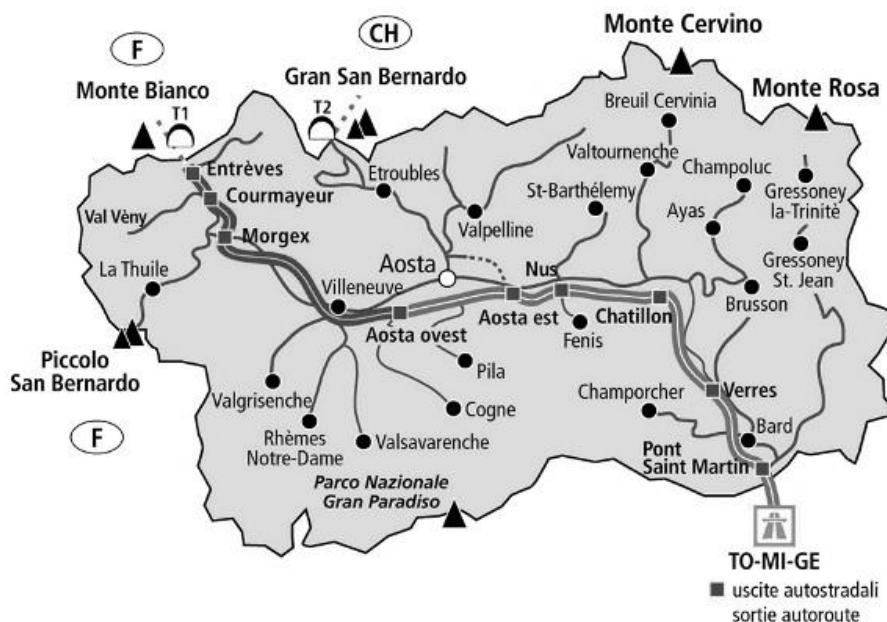 F
CH
Monte Cervino
Monte Bianco
Gran San Bernardo
Monte Rosa
T1
T2
Breuil Cervinia
Entrèves
Etroubles
Valtournenche
Champoluc
Courmayeur
St-Barthélemy
Gressoney
la-Trinitè
Val Vèny
Valpelline
Ayas
Morgex
La Thuile
Aosta
Nus
Gressoney
St. Jean
Villeneuve
Brusson
Aosta ovest
Aosta est
Chatillon
Fenis
Piccolo
San Bernardo
Pila
Valgrisenche
Cogne
Champorcher
Verres
F
Rhèmes
Notre-Dame
Valsavarenche
Bard
Pont
Saint Martin
Parco Nazionale
Gran Paradiso
TO-MI-GE
uscite autostradali
sortie autoroute